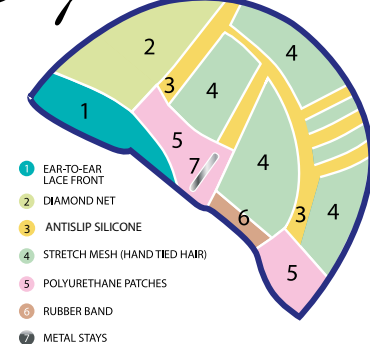 2
4
3
4
1
5
4
7
6
3
4
5
1 EAR-TO-EAR
LACE FRONT
2 DIAMOND NET
3 ANTISLIP SILICONE
4 STRETCH MESH (HAND TIED HAIR)
5 POLYURETHANE PATCHES
6 RUBBER BAND
7 METAL STAYS